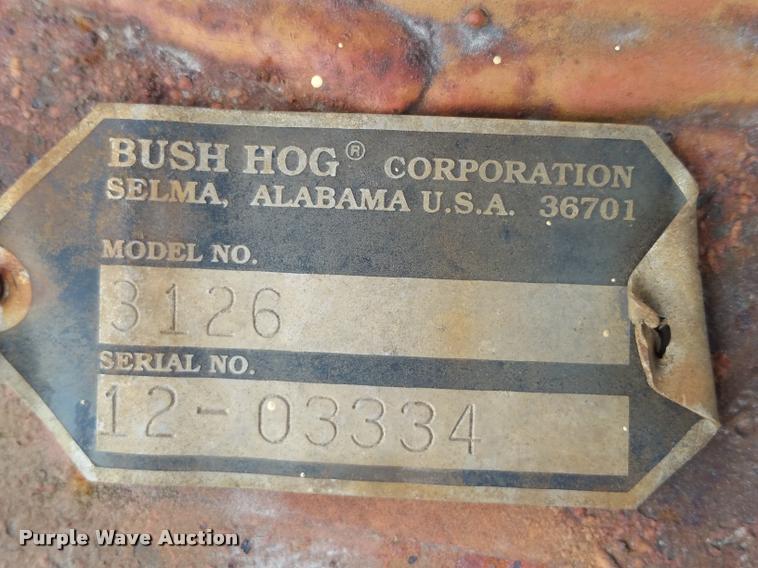 BUSH HOG® CORPORATION
SELMA, ALABAMA U.S.A. 36701
MODEL NO.
3126
SERIAL NO.
12-03334
Purple Wave Auction